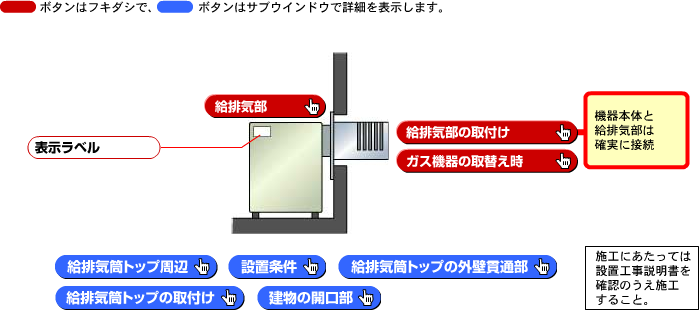 ボタンはフキダシで、 ボタンはサブウインドウで詳細を表示します。
給排気部
給排気部の取付け
ガス機器の取替え時
機器本体と
給排気部は
確実に接続
表示ラベル
給排気筒トップ周辺
設置条件
給排気筒トップの外壁貫通部
給排気筒トップの取付け
建物の開口部
施工にあたっては
設置工事説明書を
確認のうえ施工
すること。